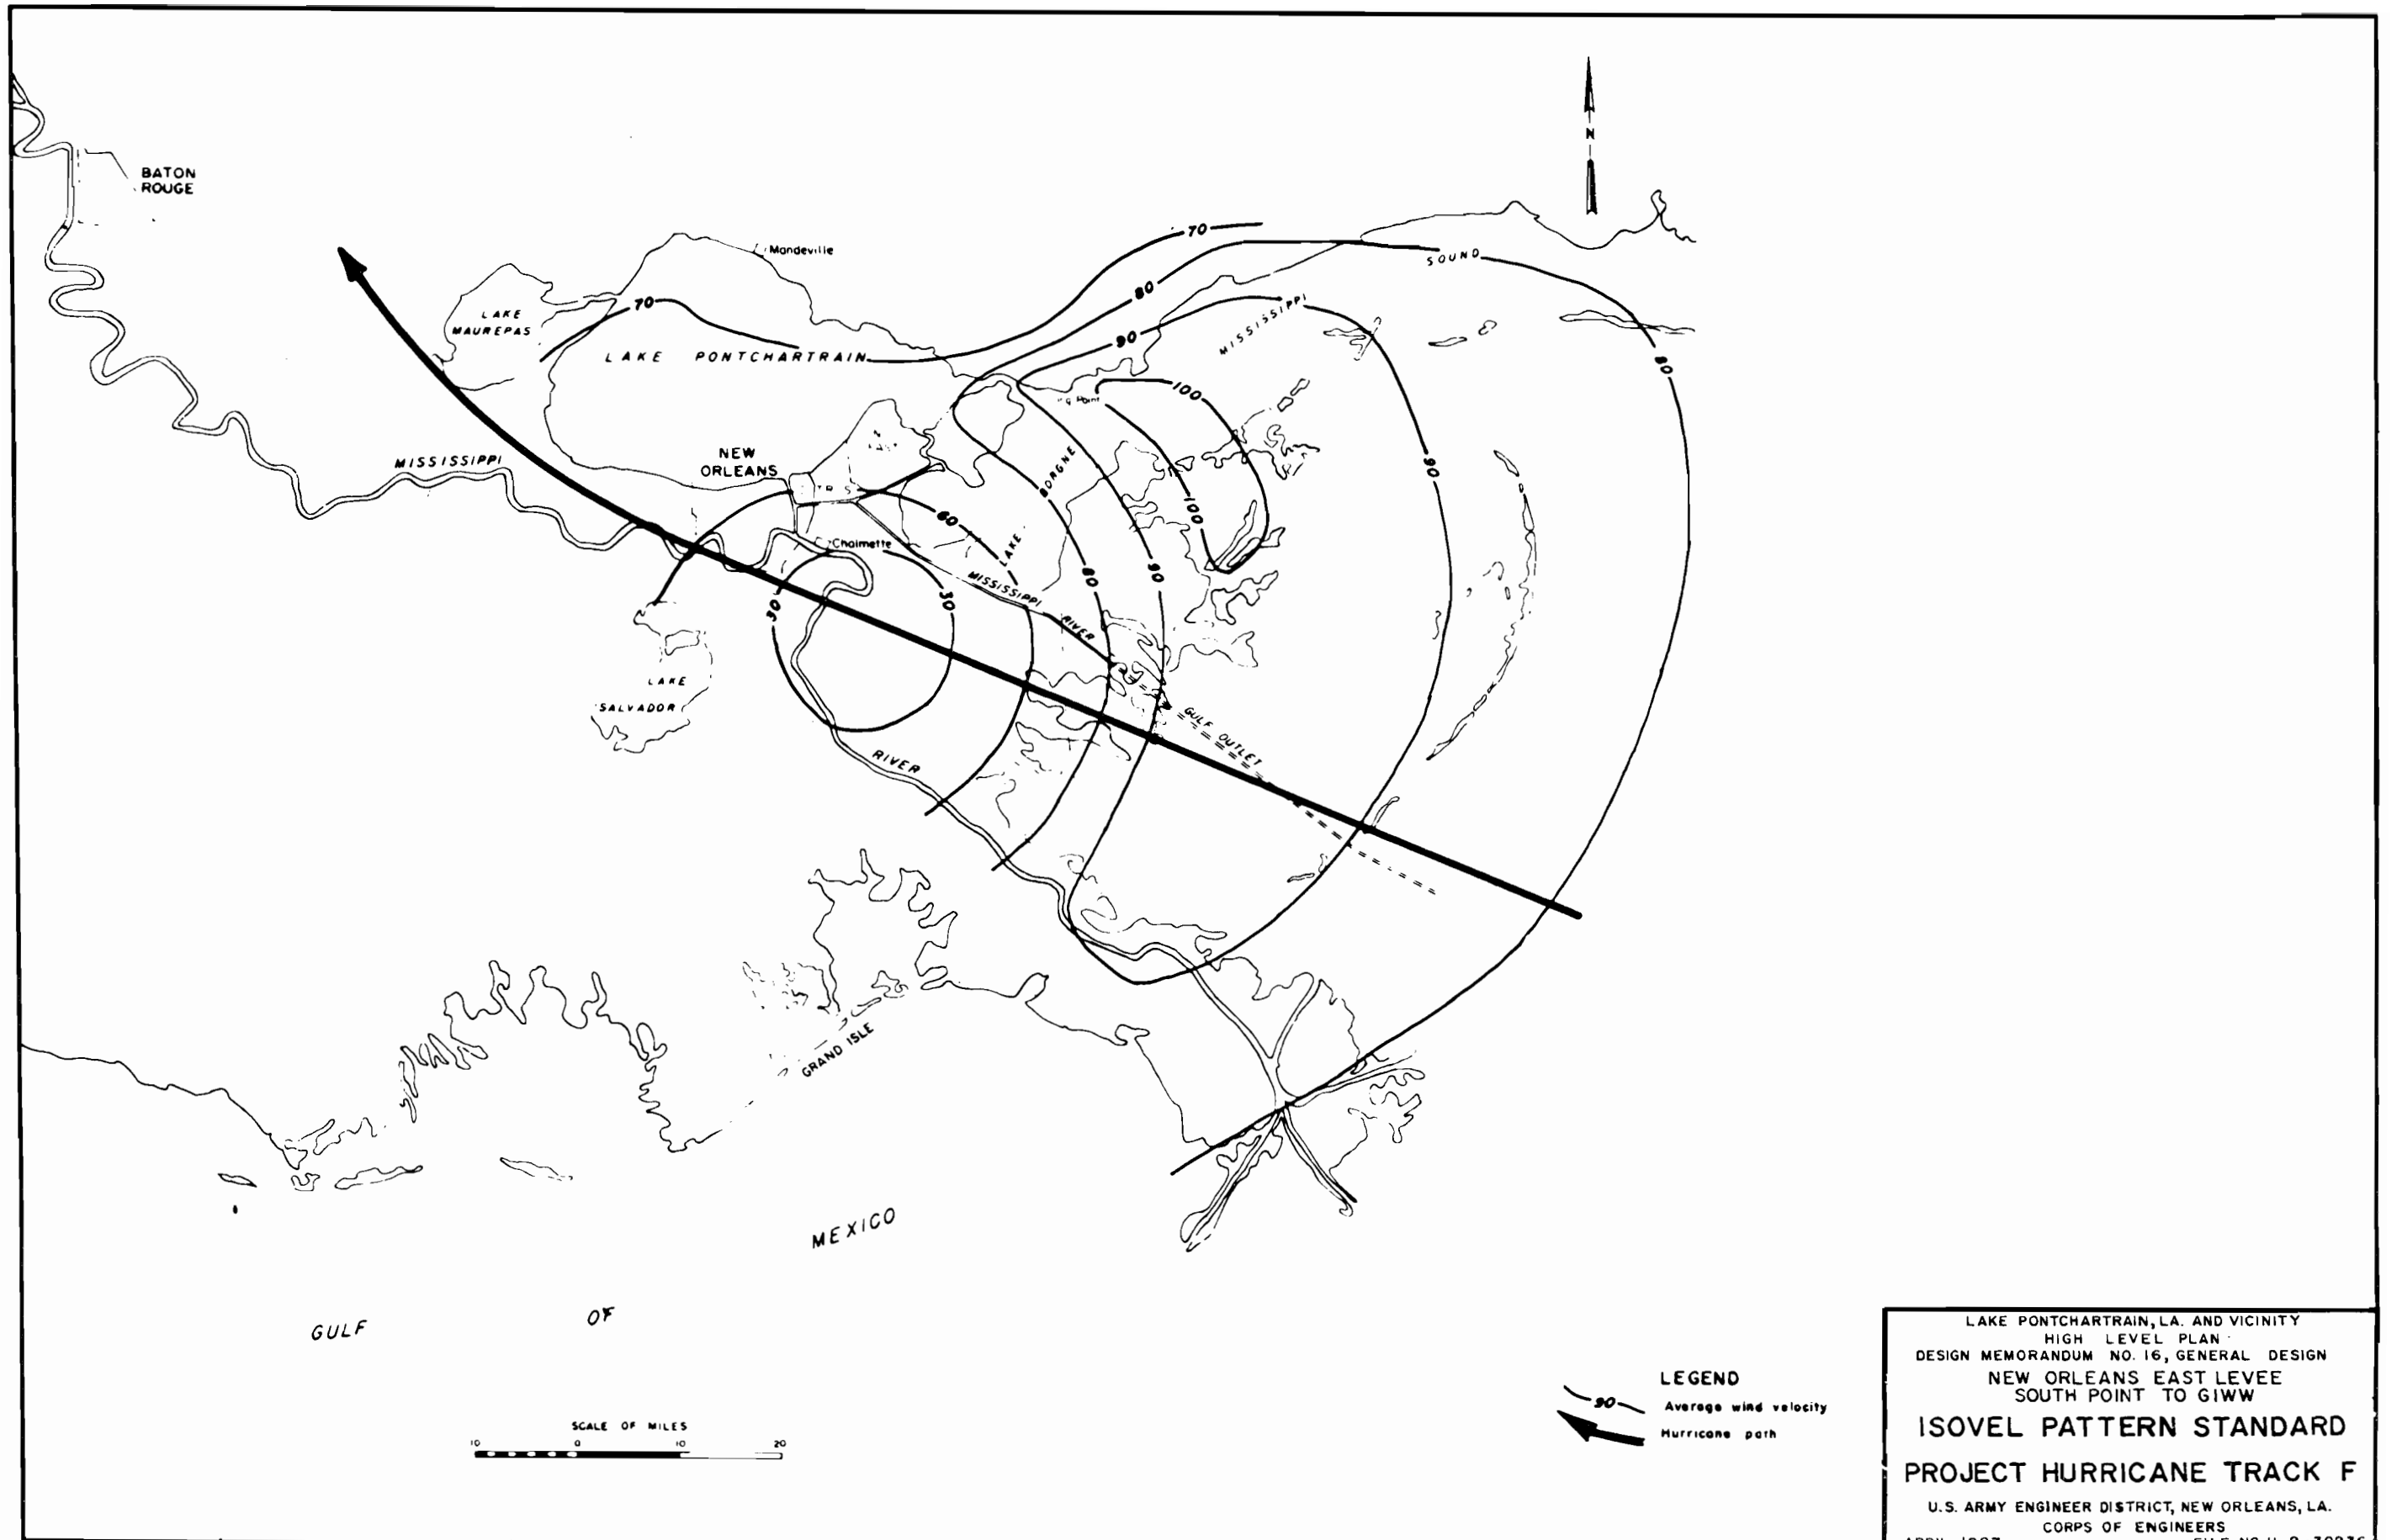 N
BATON
ROUGE
Mandeville
70
80
SOUND
LAKE
MAUREPAS
70
90
MISSISSIPPI
LAKE PONTCHARTRAIN
80
100
Point
NEW
ORLEANS
MISSISSIPPI
BORGNE
90
60
100
Chalmette
LAKE
80
90
MISSISSIPPI
30
30
RIVER
LAKE
SALVADOR
GULF
OUTLET
RIVER
GRAND ISLE
MEXICO
GULF
OF
LEGEND
90 Average wind velocity
Hurricane path
SCALE OF MILES
10 0 10 20
LAKE PONTCHARTRAIN, LA. AND VICINITY
HIGH LEVEL PLAN
DESIGN MEMORANDUM NO. 16, GENERAL DESIGN
NEW ORLEANS EAST LEVEE
SOUTH POINT TO GIWW
ISOVEL PATTERN STANDARD
PROJECT HURRICANE TRACK F
U.S. ARMY ENGINEER DISTRICT, NEW ORLEANS, LA.
CORPS OF ENGINEERS